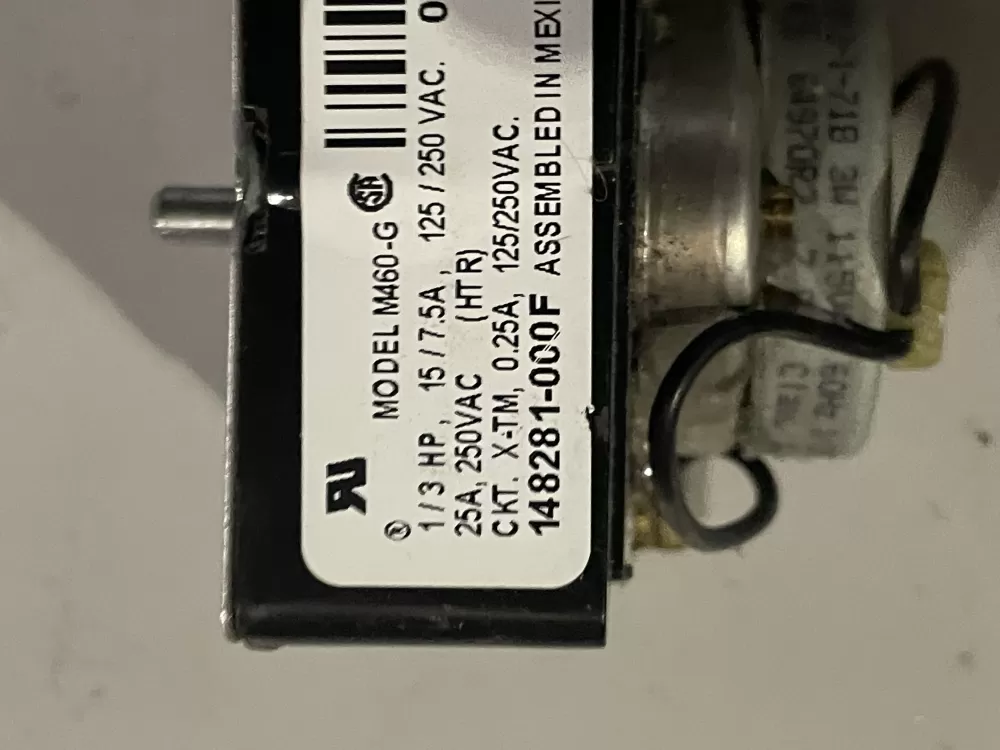 MODEL M460-G
1/3 HP, 15/7.5A, 125/250 VAC.
25A, 250VAC (HTR)
CKT. X-TM, 0.25A, 125/250VAC.
148281-000F ASSEMBLED IN MEXI
0